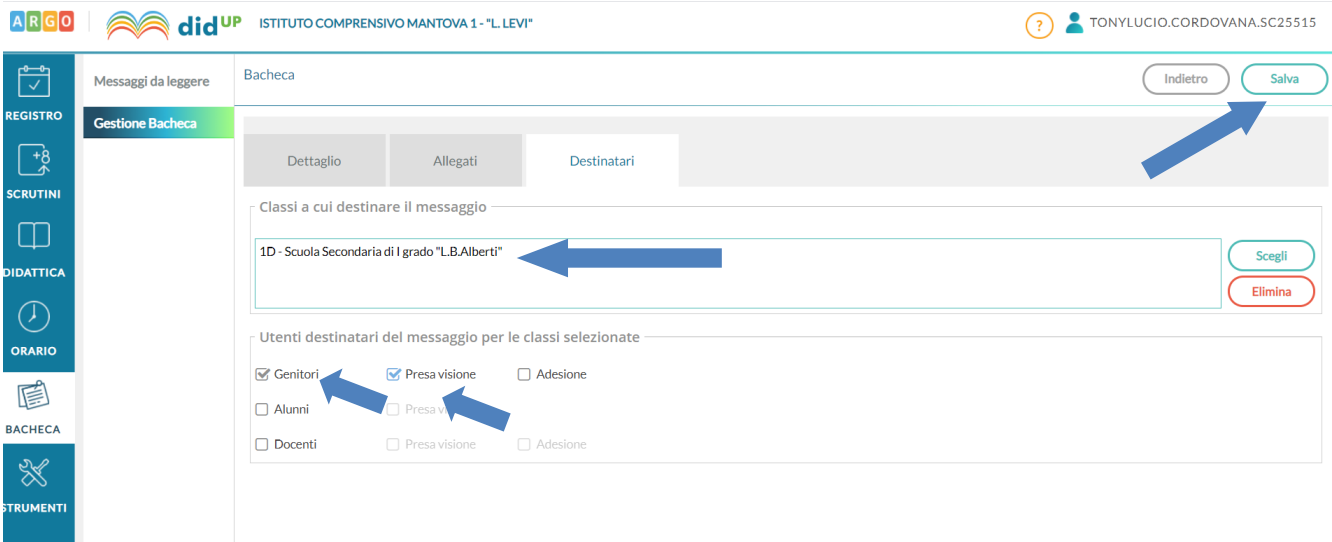 ARGO didUP ISTITUTO COMPRENSIVO MANTOVA 1 - "L. LEVI" ? TONYLUCIO.CORDOVANA.SC25515
REGISTRO
+8
SCRUTINI
DIDATTICA
ORARIO
BACHECA
STRUMENTI
Messaggi da leggere
Gestione Bacheca
Bacheca
Indietro Salva
Dettaglio Allegati Destinatari
Classi a cui destinare il messaggio
1D - Scuola Secondaria di I grado "L.B.Alberti"
Scegli
Elimina
Utenti destinatari del messaggio per le classi selezionate
Genitori Presa visione Adesione
Alunni Presa
Docenti Presa visione Adesione